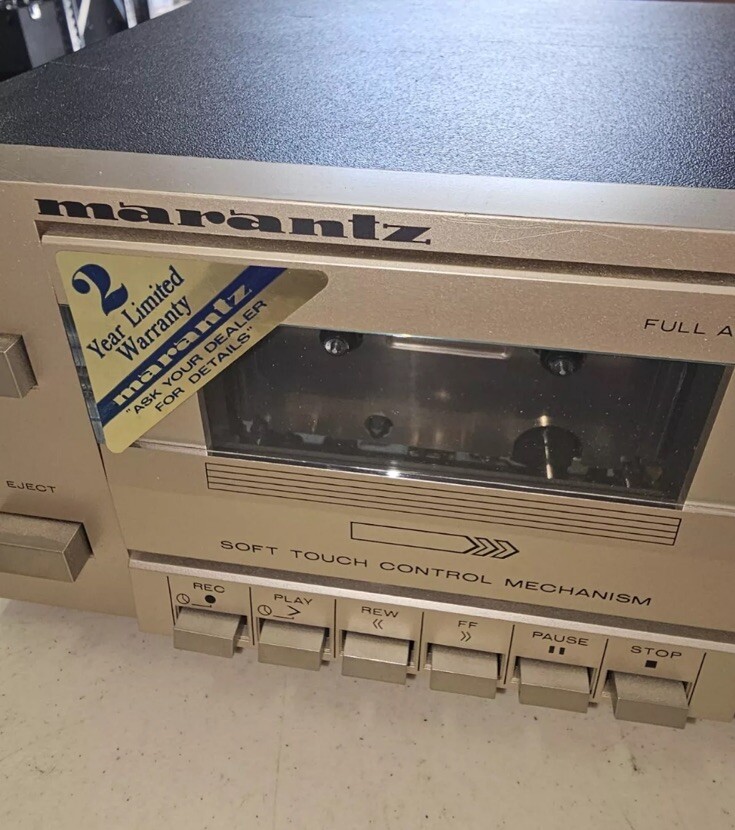 marantz
2
Year Limited
Warranty
marantz
"ASK YOUR DEALER
FOR DETAILS"
FULL A
EJECT
SOFT TOUCH CONTROL MECHANISM
REC
PLAY
REW
FF
PAUSE
STOP